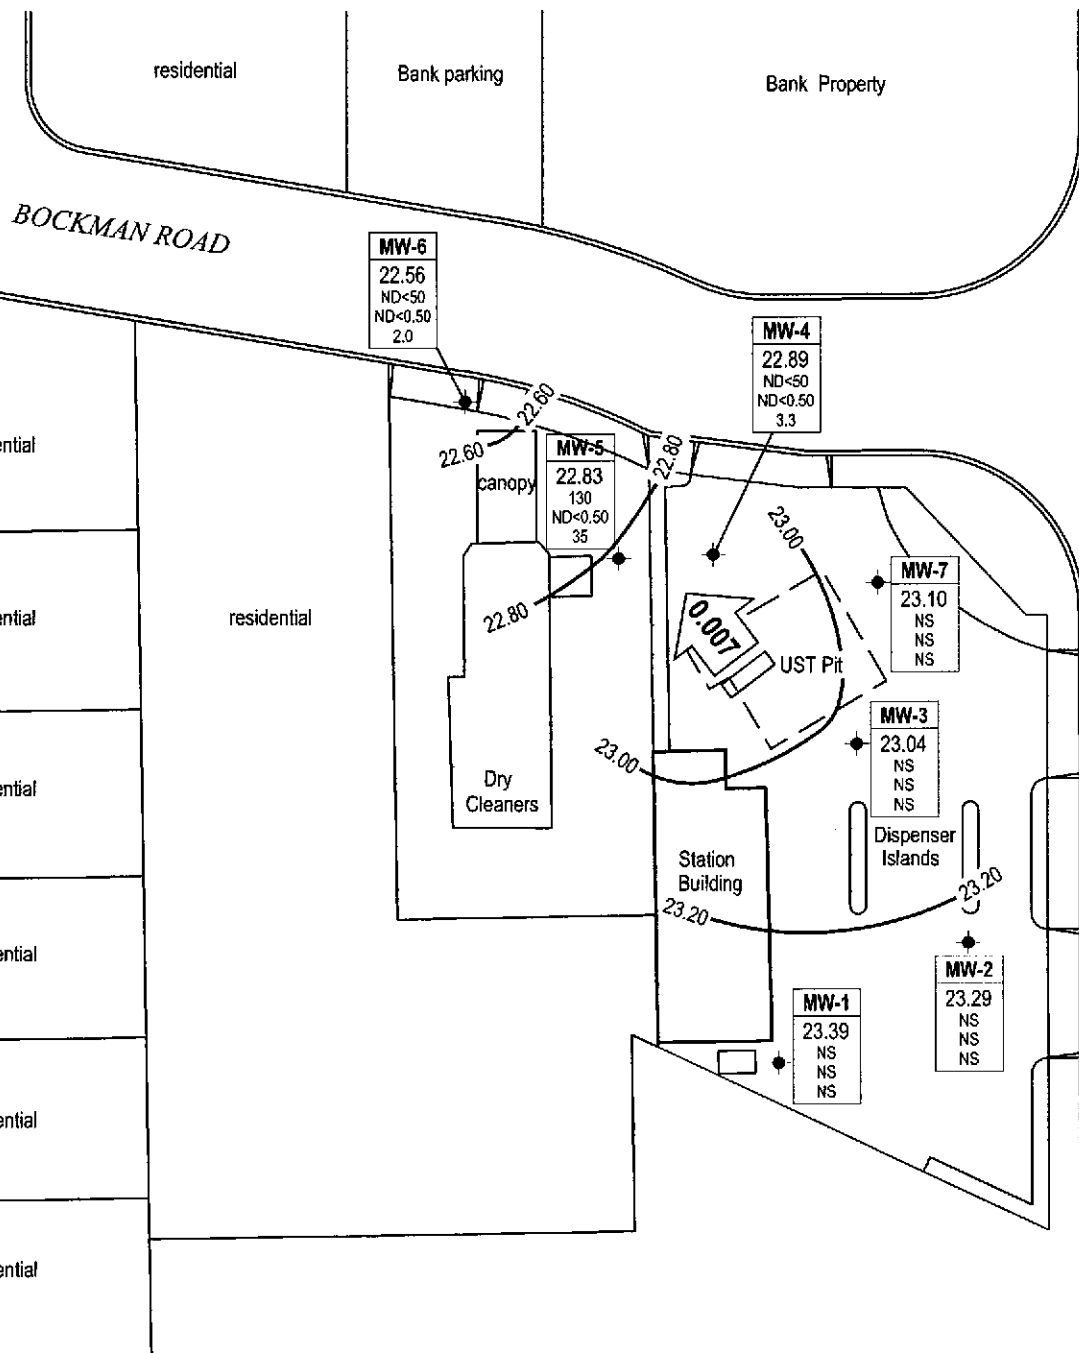 residential
Bank parking
Bank Property
BOCKMAN ROAD
MW-6
22.56
ND<50
ND<0.50
2.0
MW-4
22.89
ND<50
ND<0.50
3.3
22.60
22.60
canopy
MW-5
22.83
130
ND<0.50
35
22.80
22.80
23.00
MW-7
23.10
NS
NS
NS
0.007
UST Pit
ential
ential
residential
MW-3
23.04
NS
NS
NS
23.00
ential
Dry
Cleaners
Dispenser
Islands
Station
Building
23.20
23.20
ential
MW-2
23.29
NS
NS
NS
MW-1
23.39
NS
NS
NS
ential
ential